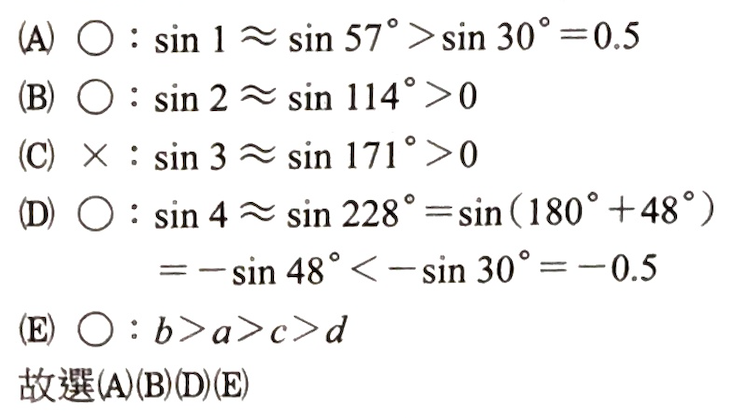 (A) ○：sin 1 ≈ sin 57° > sin 30° = 0.5
(B) ○：sin 2 ≈ sin 114° > 0
(C) ×：sin 3 ≈ sin 171° > 0
(D) ○：sin 4 ≈ sin 228° = sin(180° + 48°)
= − sin 48° < − sin 30° = − 0.5
(E) ○：b > a > c > d
故選(A)(B)(D)(E)